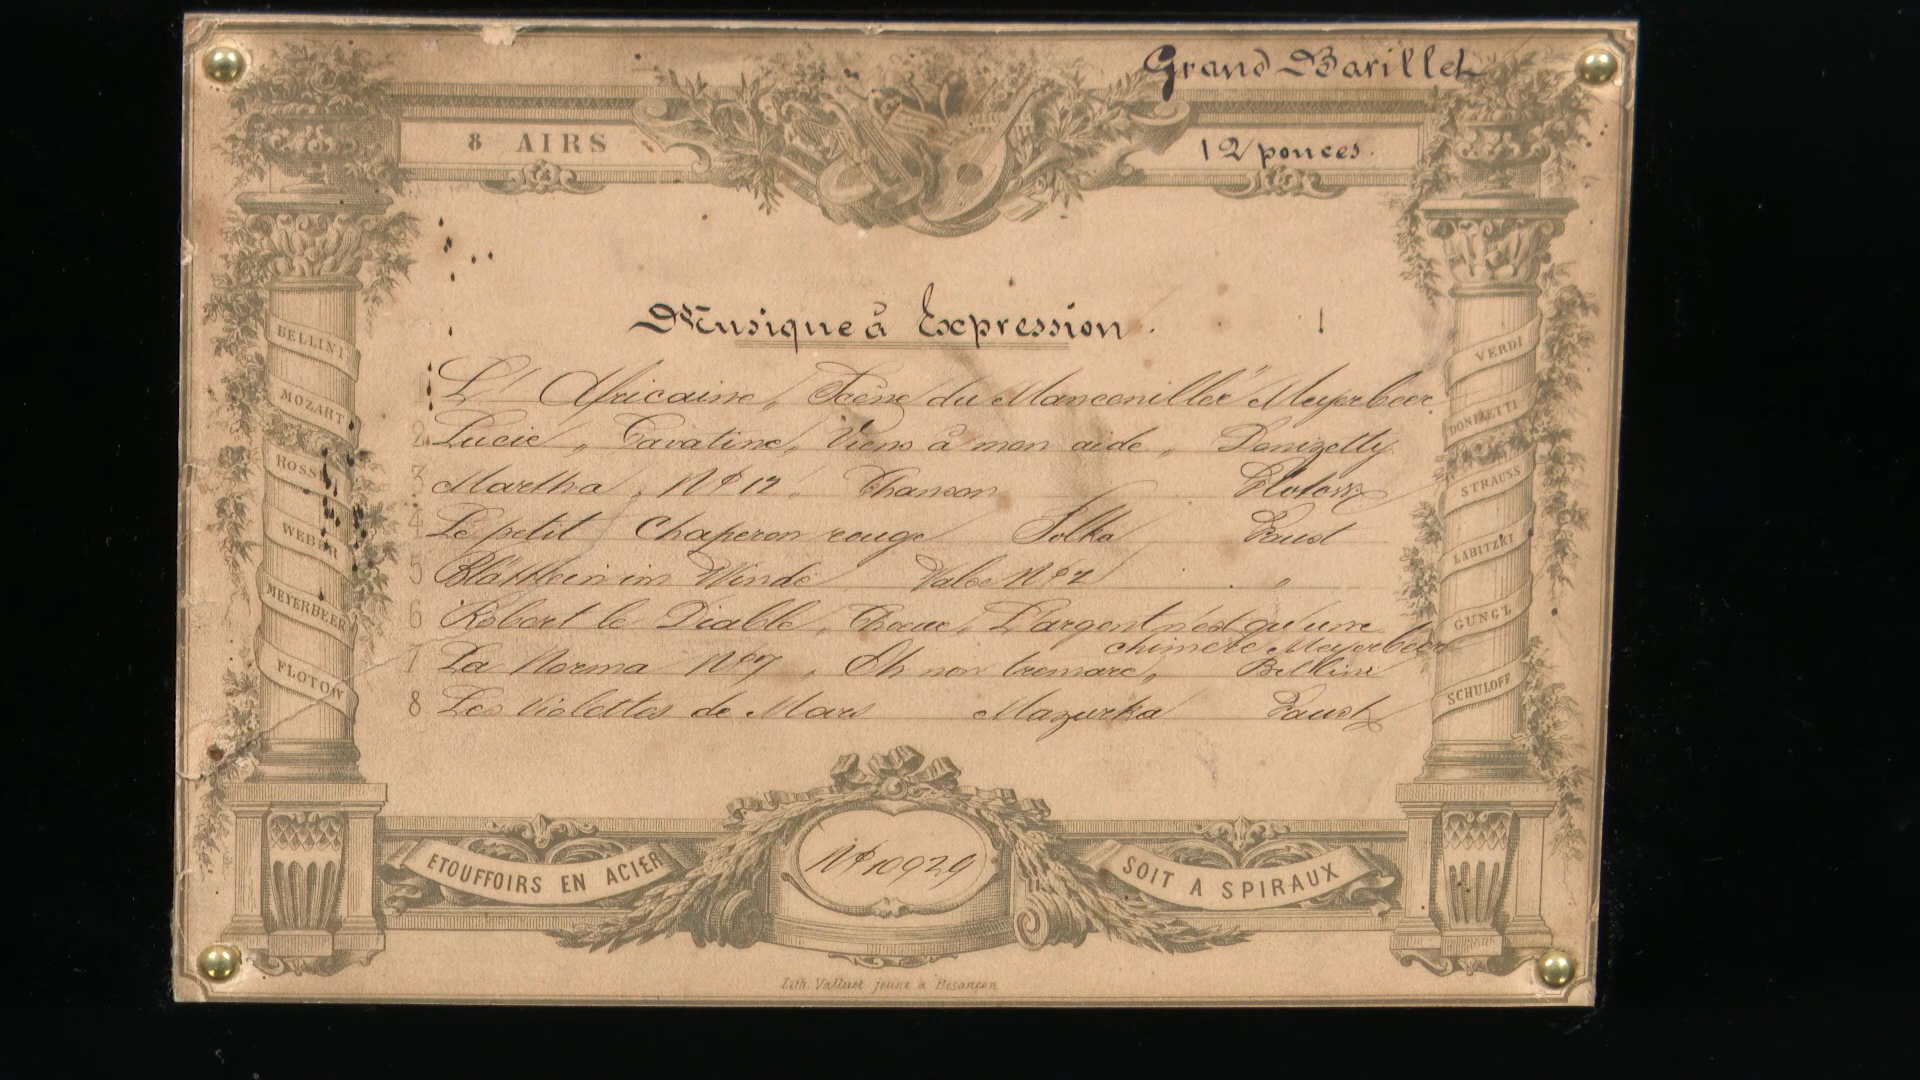 Grand Barillet
8 AIRS
12 pouces.
Musique à Expression.
1 L'Africaine, Scène du Mancenillée" Meyerbeer
2 Lucie, Cavatine, Viens à mon aide, Donizetty
3 Martha, Nº 12, Chanson Flotow
4 Le petit Chaperon rouge Polka Faust
5 im Winde Valse Nº 2 "
6 Robert le Diable, Choeur, L'argent n'est qu'une
chimère Meyerbeer
7 La Norma Nº 7, Oh non tremare, Bellini
8 Les Violettes de Mars Mazurka Faust
BELLINI
MOZART
ROSS
WEBER
MEYERBEER
FLOTOW
VERDI
DONIZETTI
STRAUSS
LABITZKI
GUNG'L
SCHULOFF
ETOUFFOIRS EN ACIER
Nº 10929
SOIT A SPIRAUX
Lith. Valluet jeune à Besançon